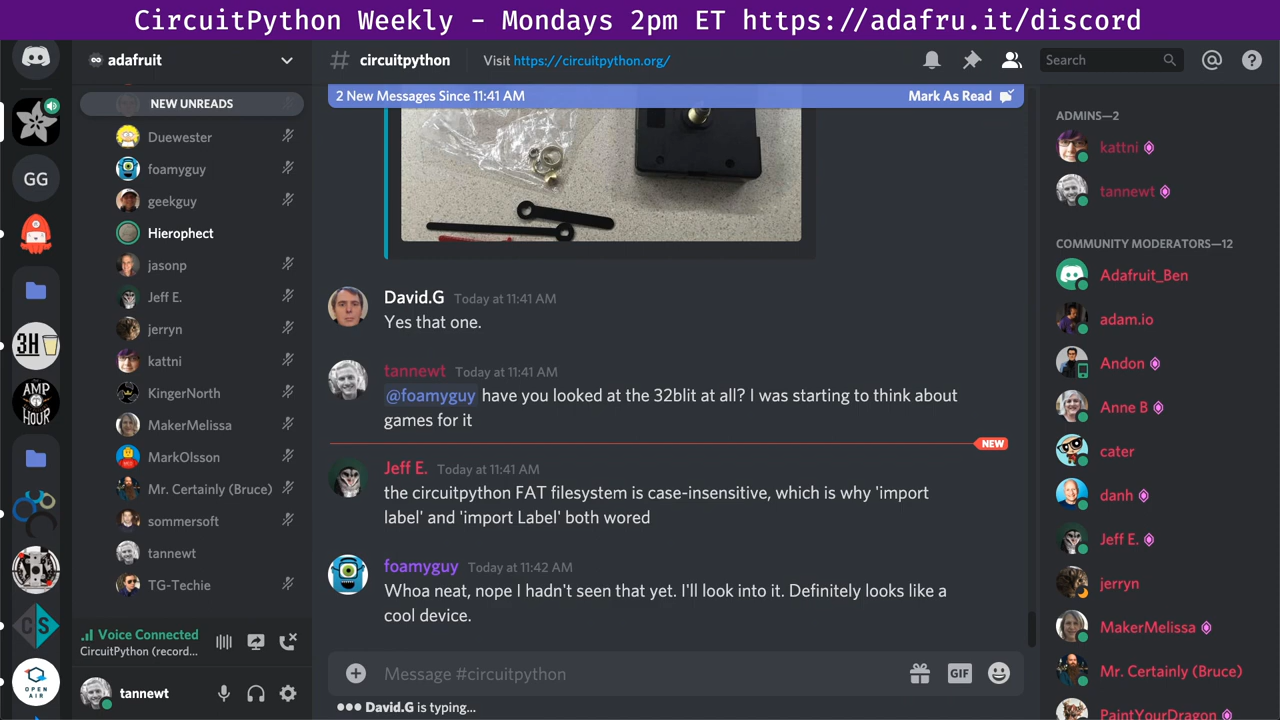 CircuitPython Weekly - Mondays 2pm ET https://adafru.it/discord
adafruit
NEW UNREADS
Duewester
foamyguy
geekguy
Hierophect
jasonp
Jeff E.
jerryn
kattni
KingerNorth
MakerMelissa
MarkOlsson
Mr. Certainly (Bruce)
sommersoft
tannewt
TG-Techie
Voice Connected
CircuitPython (record...
tannewt
GG
3H
THE
AMP
HOUR
CS
OPEN
AIR
# circuitpython
Visit https://circuitpython.org/
Search
2 New Messages Since 11:41 AM
Mark As Read
David.G Today at 11:41 AM
Yes that one.
tannewt Today at 11:41 AM
@foamyguy have you looked at the 32blit at all? I was starting to think about
games for it
NEW
Jeff E. Today at 11:41 AM
the circuitpython FAT filesystem is case-insensitive, which is why 'import
label' and 'import Label' both wored
foamyguy Today at 11:42 AM
Whoa neat, nope I hadn't seen that yet. I'll look into it. Definitely looks like a
cool device.
Message #circuitpython
GIF
David.G is typing...
ADMINS—2
kattni
tannewt
COMMUNITY MODERATORS—12
Adafruit_Ben
adam.io
Andon
Anne B
cater
danh
Jeff E.
jerryn
MakerMelissa
Mr. Certainly (Bruce)
PaintYourDragon